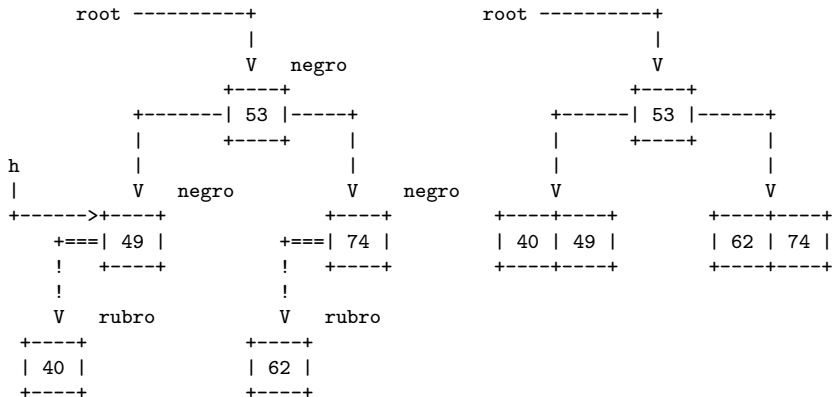 root ----------+                    root ----------+
|                                   |
V   negro                           V
+----+                              +----+
+-------| 53 |-----+                +------| 53 |------+
|       +----+     |                |      +----+      |
h       |                  |                |                  |
|       V   negro          V   negro        V                  V
+------>+----+             +----+           +----+----+        +----+----+
+===| 49 |         +===| 74 |               | 40 | 49 |        | 62 | 74 |
!   +----+         !   +----+               +----+----+        +----+----+
!                  !
V   rubro          V   rubro
+----+             +----+
| 40 |             | 62 |
+----+             +----+